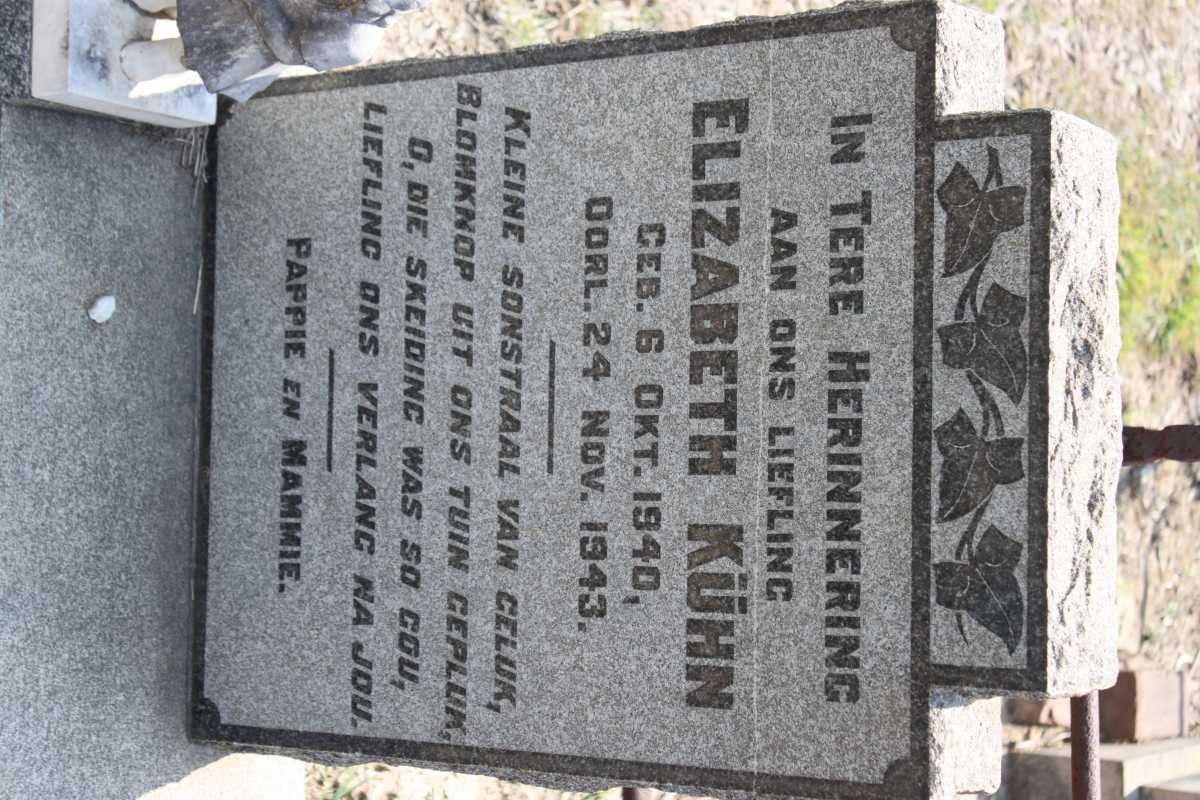 IN TERE HERINNERING
AAN ONS LIEFLING
ELIZABETH KÜHN
GEB. 6 OKT. 1940,
OORL. 24 NOV. 1943.
KLEINE SONSTRAAL VAN GELUK,
BLOMKNOP UIT ONS TUIN GEPLUK,
O, DIE SKEIDING WAS SO GOU,
LIEFLING ONS VERLANG NA JOU.
PAPPIE EN MAMMIE.